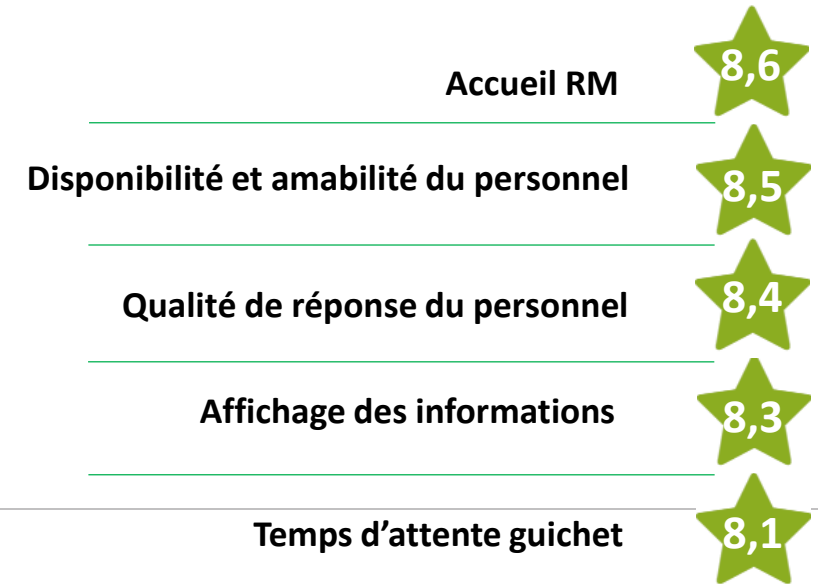 Accueil RM 8,6
Disponibilité et amabilité du personnel 8,5
Qualité de réponse du personnel 8,4
Affichage des informations 8,3
Temps d’attente guichet 8,1